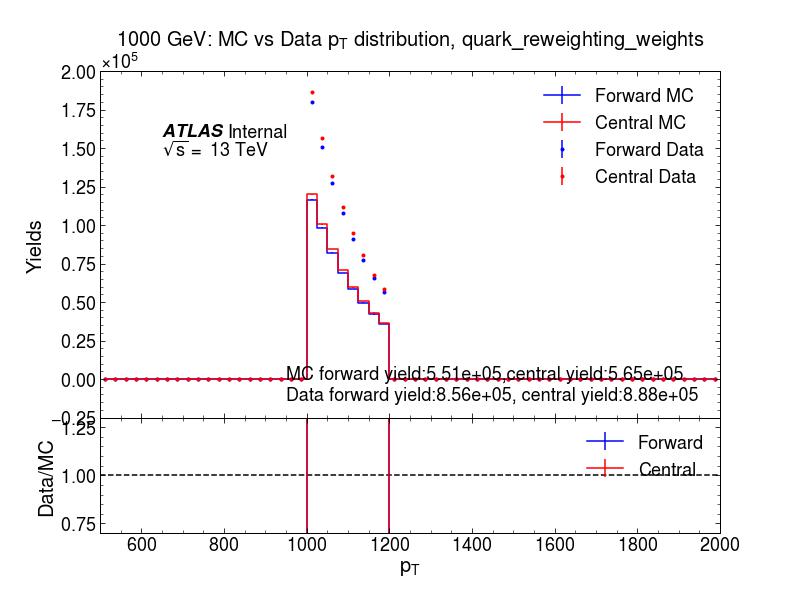 1000 GeV: MC vs Data pT distribution, quark_reweighting_weights
×10⁵
2.00
1.75
1.50
1.25
1.00
0.75
0.50
0.25
0.00
−0.25
Yields
ATLAS Internal
√s = 13 TeV
Forward MC
Central MC
Forward Data
Central Data
MC forward yield:5.51e+05,central yield:5.65e+05
Data forward yield:8.56e+05, central yield:8.88e+05
1.25
1.00
0.75
Data/MC
Forward
Central
600 800 1000 1200 1400 1600 1800 2000
pT